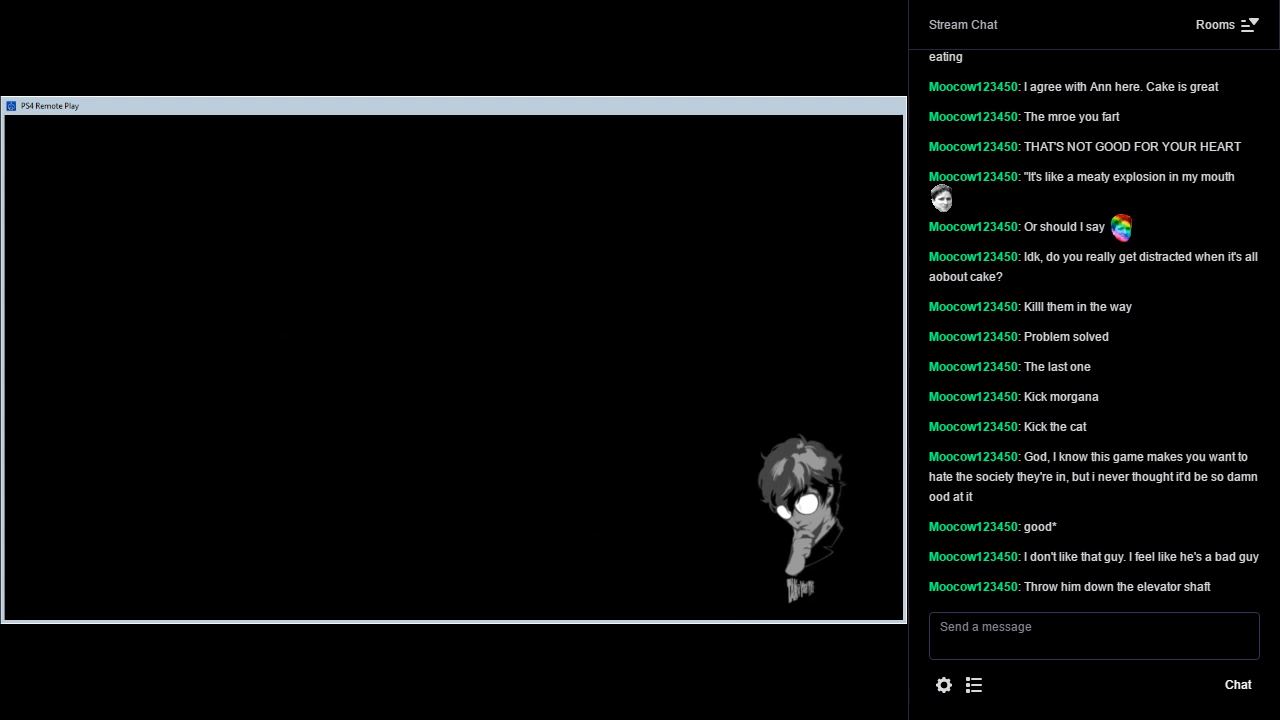 Stream Chat
Rooms
PS4 Remote Play
eating
Moocow123450: I agree with Ann here. Cake is great
Moocow123450: The mroe you fart
Moocow123450: THAT'S NOT GOOD FOR YOUR HEART
Moocow123450: "It's like a meaty explosion in my mouth
Moocow123450: Or should I say
Moocow123450: Idk, do you really get distracted when it's all
aobout cake?
Moocow123450: Killl them in the way
Moocow123450: Problem solved
Moocow123450: The last one
Moocow123450: Kick morgana
Moocow123450: Kick the cat
Moocow123450: God, I know this game makes you want to
hate the society they're in, but i never thought it'd be so damn
ood at it
Moocow123450: good*
Moocow123450: I don't like that guy. I feel like he's a bad guy
Moocow123450: Throw him down the elevator shaft
Send a message
Chat